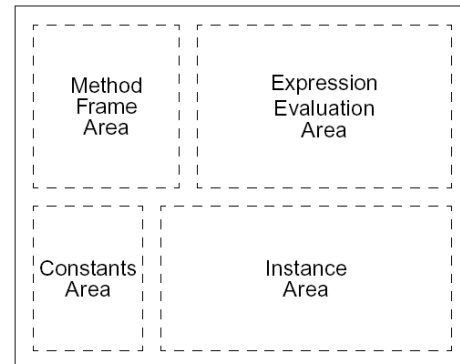 Method
Frame
Area
Expression
Evaluation
Area
Constants
Area
Instance
Area